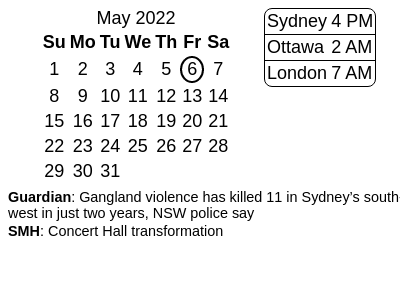 May 2022
Su Mo Tu We Th Fr Sa
1 2 3 4 5 6 7
8 9 10 11 12 13 14
15 16 17 18 19 20 21
22 23 24 25 26 27 28
29 30 31
Sydney 4 PM
Ottawa 2 AM
London 7 AM
Guardian: Gangland violence has killed 11 in Sydney's south-
west in just two years, NSW police say
SMH: Concert Hall transformation